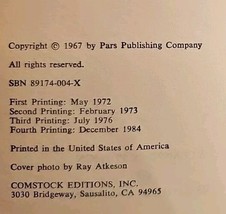 Copyright © 1967 by Pars Publishing Company
All rights reserved.
SBN 89174-004-X
First Printing: May 1972
Second Printing: February 1973
Third Printing: July 1976
Fourth Printing: December 1984
Printed in the United States of America
Cover photo by Ray Atkeson
COMSTOCK EDITIONS, INC.
3030 Bridgeway, Sausalito, CA 94965